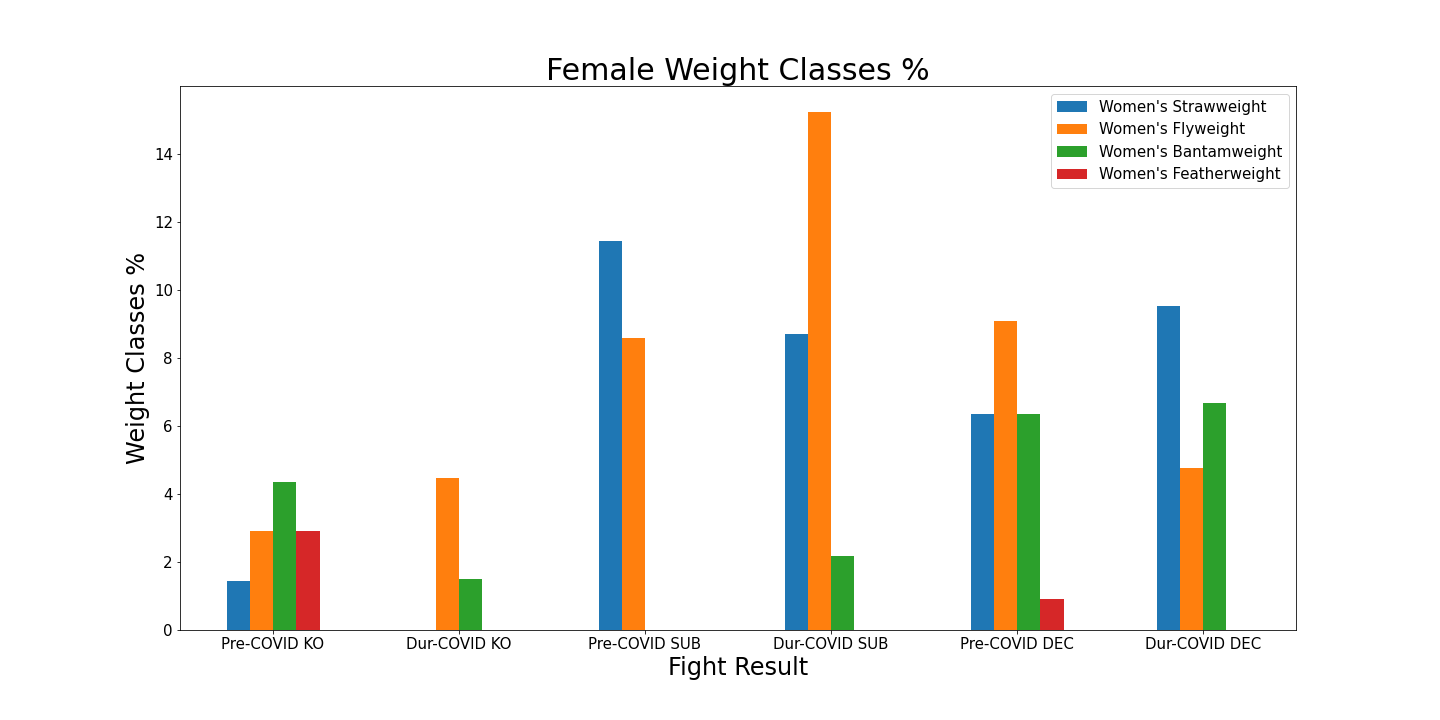 Female Weight Classes %
Women's Strawweight
Women's Flyweight
Women's Bantamweight
Women's Featherweight
Weight Classes %
14
12
10
8
6
4
2
0
Pre-COVID KO Dur-COVID KO Pre-COVID SUB Dur-COVID SUB Pre-COVID DEC Dur-COVID DEC
Fight Result